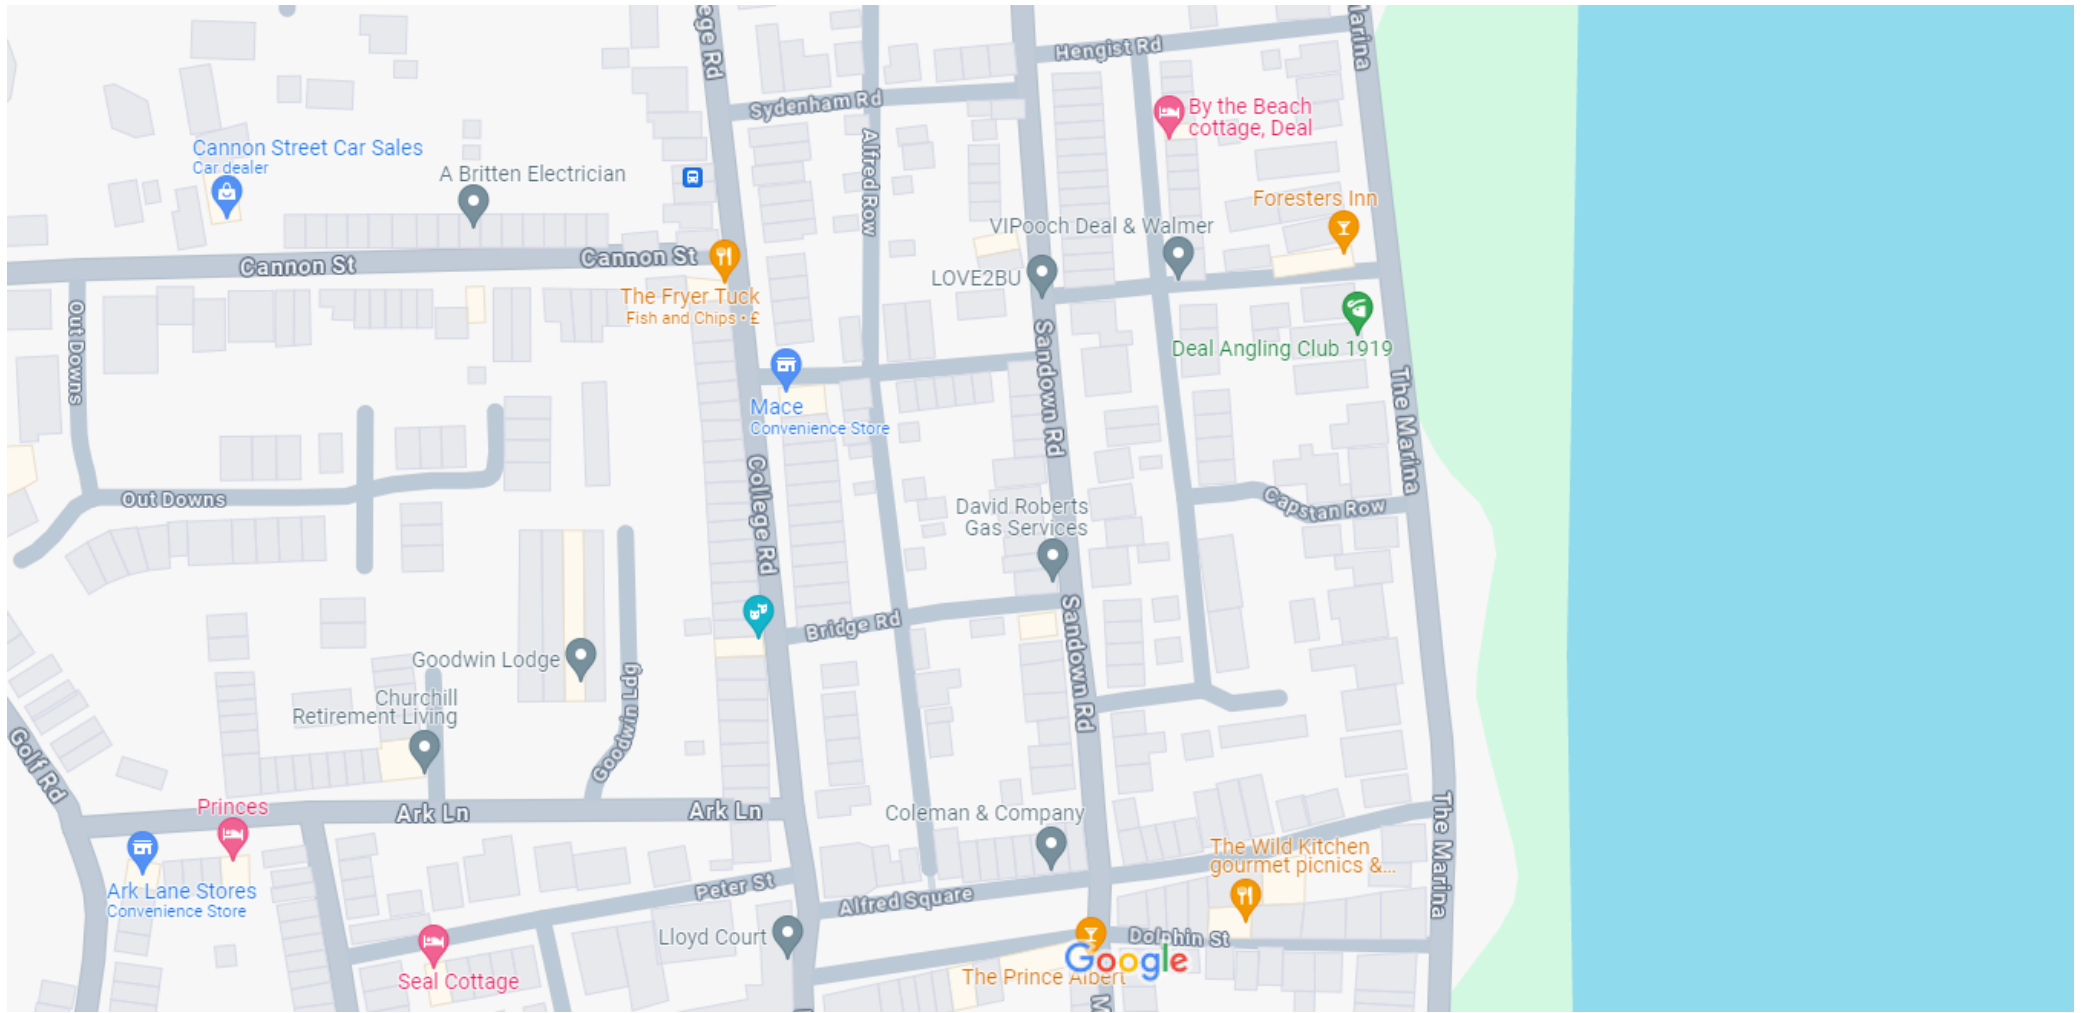 ege Rd
Marina
Hengist Rd
Sydenham Rd
By the Beach
cottage, Deal
Cannon Street Car Sales
Car dealer
A Britten Electrician
Alfred Row
Foresters Inn
VIPooch Deal & Walmer
Cannon St
Cannon St
LOVE2BU
The Fryer Tuck
Fish and Chips • £
Out Downs
Sandown Rd
Deal Angling Club 1919
Mace
Convenience Store
The Marina
Out Downs
College Rd
David Roberts
Gas Services
Capstan Row
Bridge Rd
Sandown Rd
Goodwin Lodge
Goodwin Ldg
Churchill
Retirement Living
Golf Rd
Princes
Ark Ln
Ark Ln
Coleman & Company
The Marina
The Wild Kitchen
gourmet picnics &...
Ark Lane Stores
Convenience Store
Peter St
Alfred Square
Lloyd Court
Dolphin St
Google
The Prince Albert
Seal Cottage
M